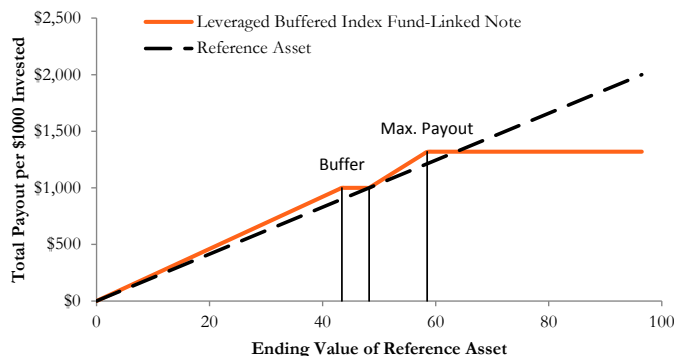 Leveraged Buffered Index Fund-Linked Note
Reference Asset
Total Payout per $1000 Invested
$2,500
$2,000
$1,500
$1,000
$500
$0
Max. Payout
Buffer
0 20 40 60 80 100
Ending Value of Reference Asset